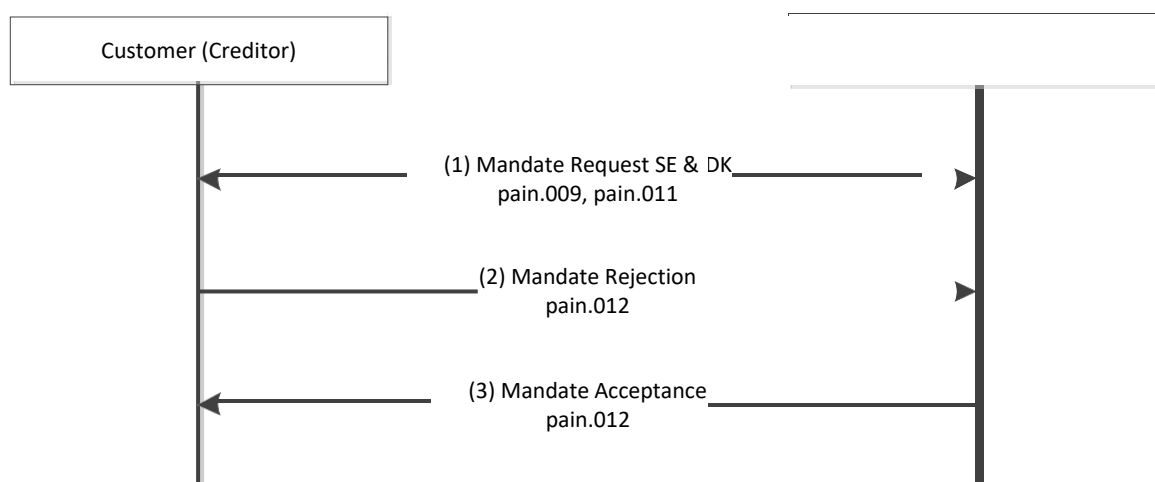 Customer (Creditor)
(1) Mandate Request SE & DK
pain.009, pain.011
(2) Mandate Rejection
pain.012
(3) Mandate Acceptance
pain.012